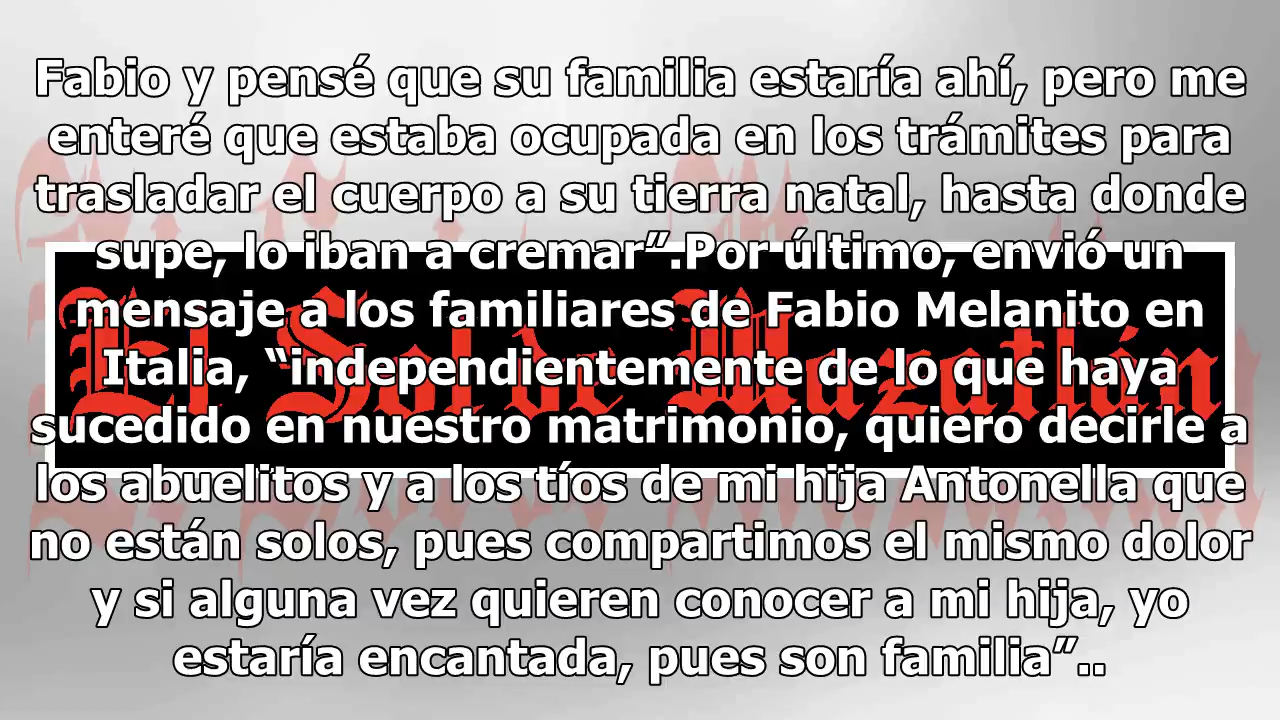 Fabio y pensé que su familia estaría ahí, pero me
enteré que estaba ocupada en los trámites para
trasladar el cuerpo a su tierra natal, hasta donde
supe, lo iban a cremar”.Por último, envió un
mensaje a los familiares de Fabio Melanito en
Italia, “independientemente de lo que haya
sucedido en nuestro matrimonio, quiero decirle a
los abuelitos y a los tíos de mi hija Antonella que
no están solos, pues compartimos el mismo dolor
y si alguna vez quieren conocer a mi hija, yo
estaría encantada, pues son familia”..
El Sol de Mazatlán